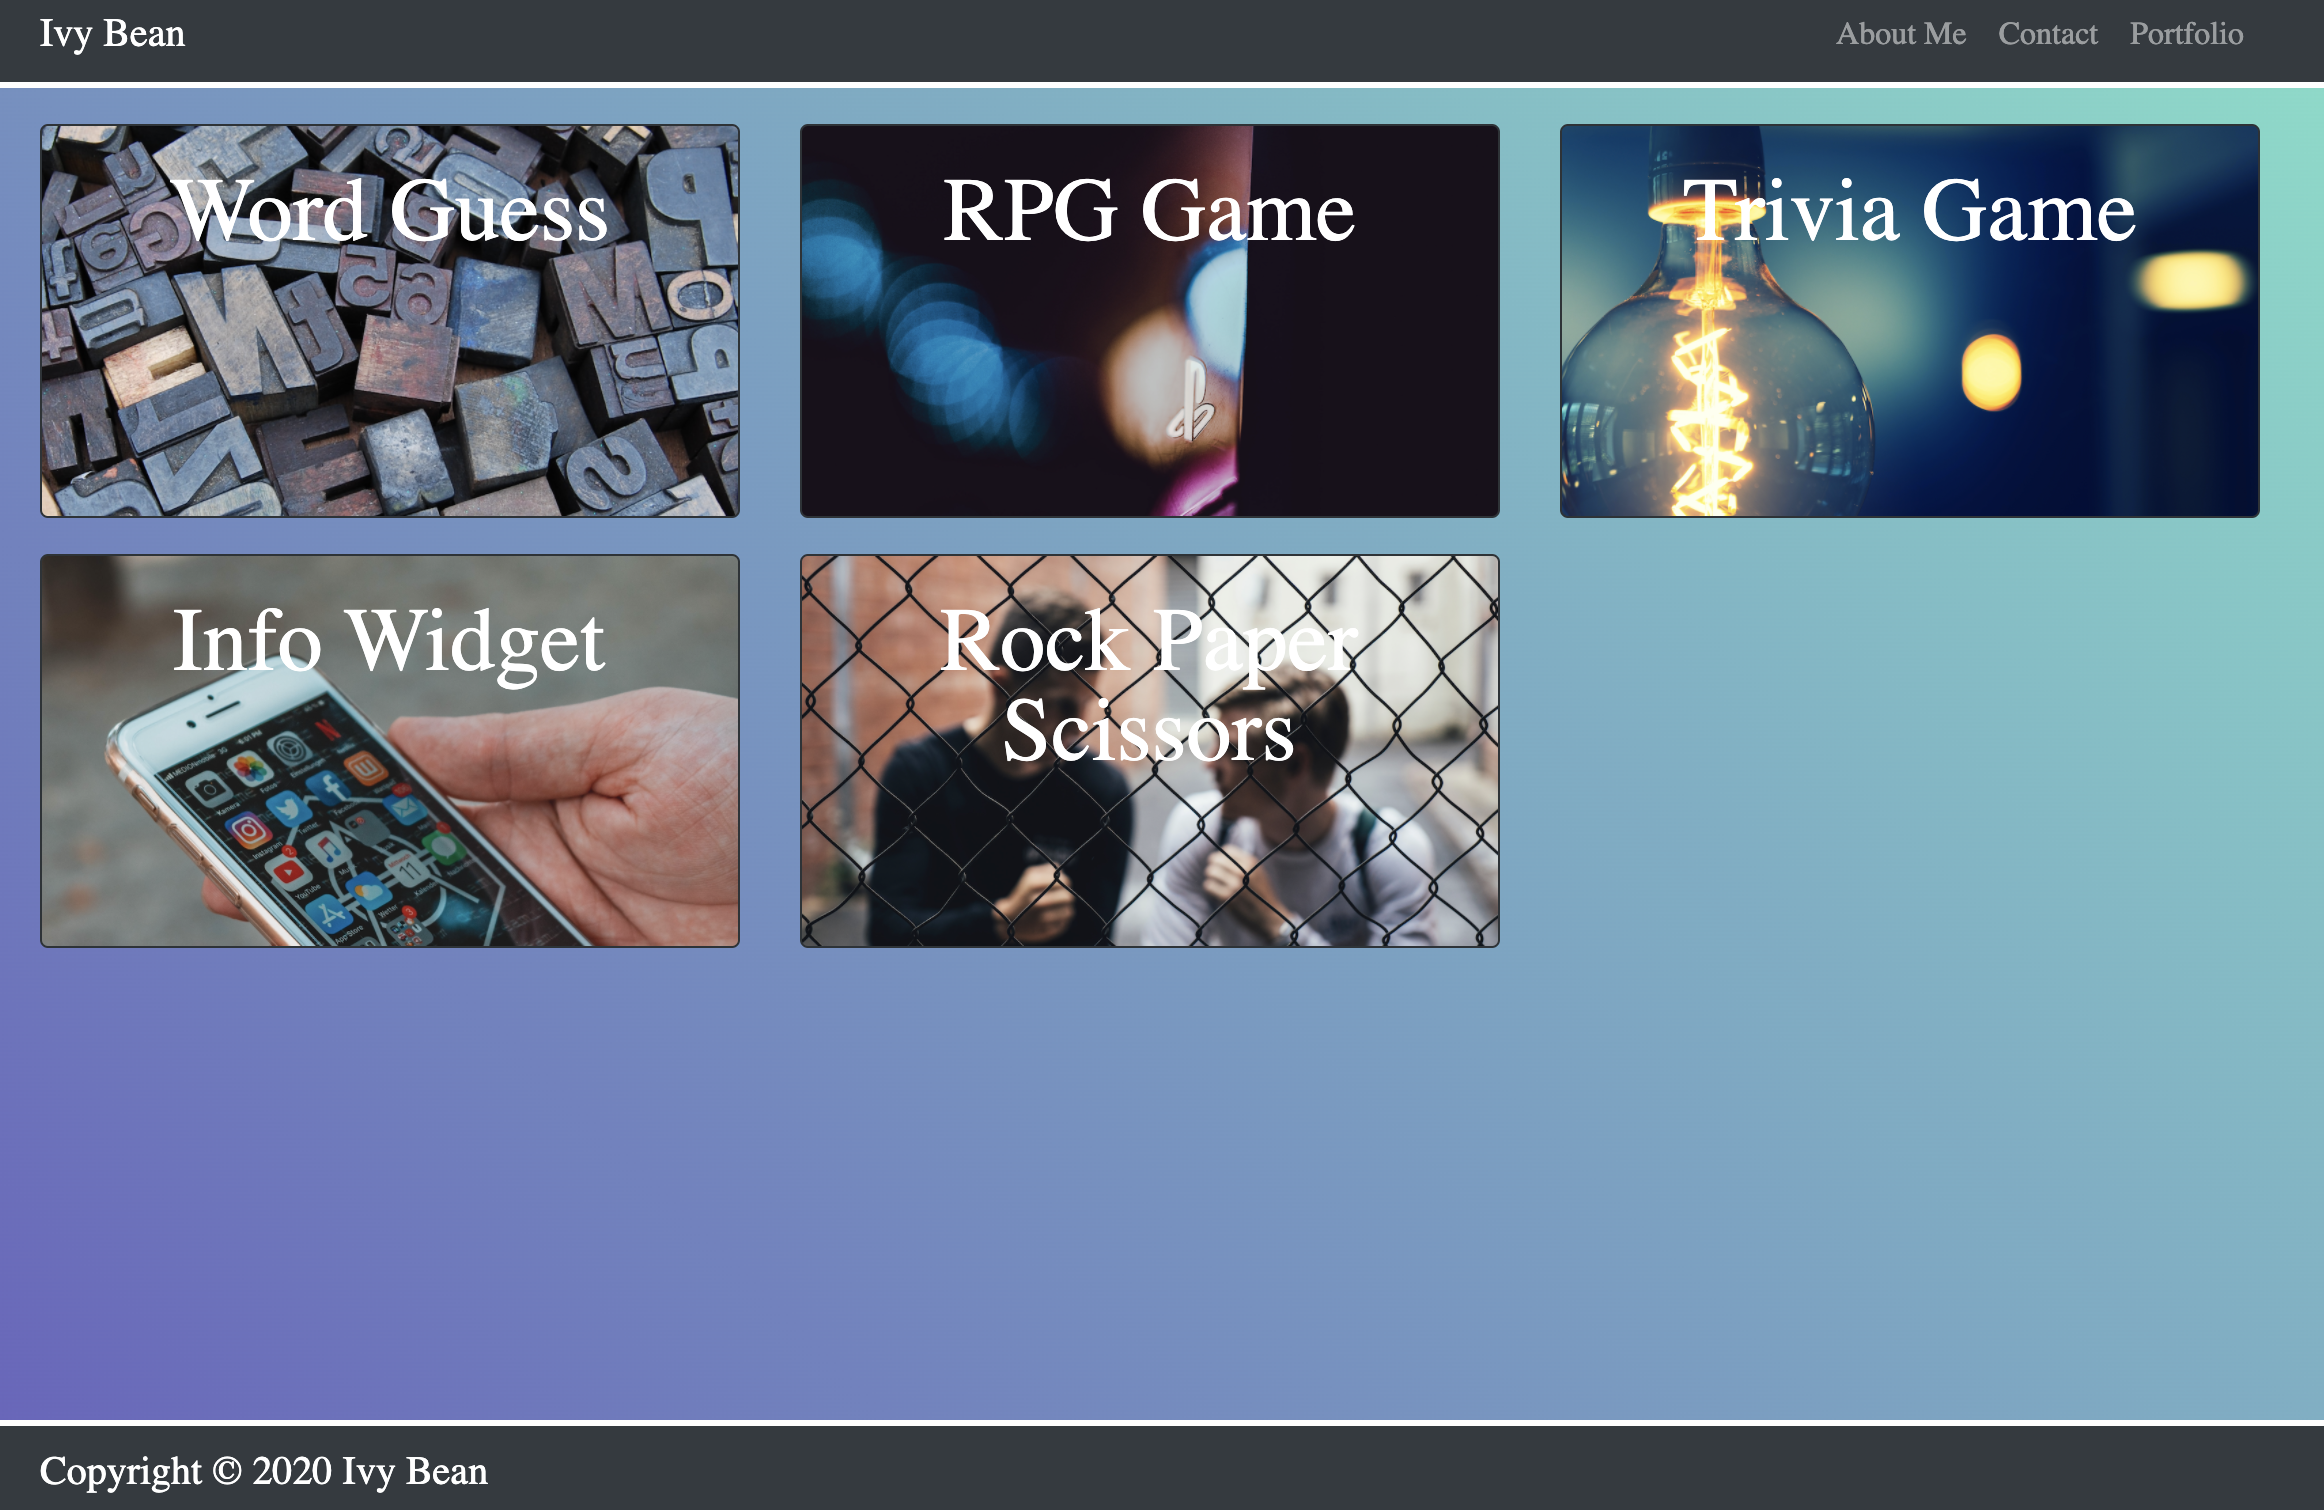 Ivy Bean
About Me Contact Portfolio
Word Guess
RPG Game
Trivia Game
Info Widget
Rock Paper
Scissors
Copyright © 2020 Ivy Bean